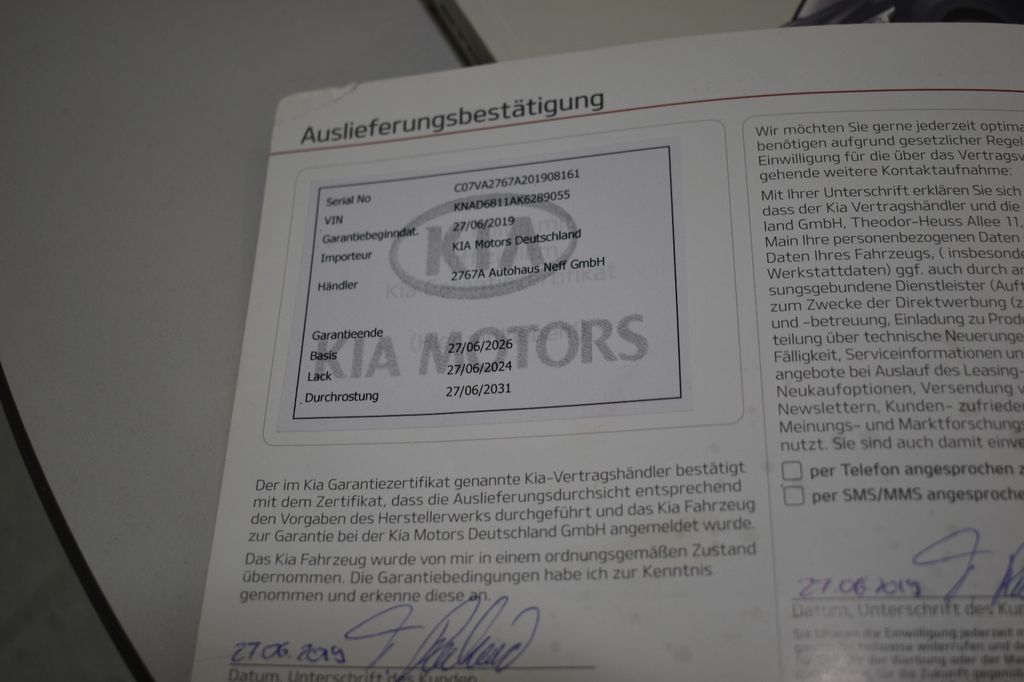 Auslieferungsbestätigung
Serial No C07VA2767A201908161
VIN KNAD6811AK6289055
Garantiebeginndat. 27/06/2019
Importeur KIA Motors Deutschland
Händler 2767A Autohaus Neff GmbH
KIA
Garantieende
Basis 27/06/2026
Lack 27/06/2024
Durchrostung 27/06/2031
KIA MOTORS
Der im Kia Garantiezertifikat genannte Kia-Vertragshändler bestätigt
mit dem Zertifikat, dass die Auslieferungsdurchsicht entsprechend
den Vorgaben des Herstellerwerks durchgeführt und das Kia Fahrzeug
zur Garantie bei der Kia Motors Deutschland GmbH angemeldet wurde.
Das Kia Fahrzeug wurde von mir in einem ordnungsgemäßen Zustand
übernommen. Die Garantiebedingungen habe ich zur Kenntnis
genommen und erkenne diese an.
27.06.2019
Datum, Unterschrift des Kunden
Wir möchten Sie gerne jederzeit optima
benötigen aufgrund gesetzlicher Regel
Einwilligung für die über das Vertragsv
gehende weitere Kontaktaufnahme:
Mit Ihrer Unterschrift erklären Sie sich
dass der Kia Vertragshändler und die
land GmbH, Theodor-Heuss Allee 11,
Main Ihre personenbezogenen Daten
Daten Ihres Fahrzeugs, ( insbesonde
Werkstattdaten) ggf. auch durch an
sungsgebundene Dienstleister (Auft
zum Zwecke der Direktwerbung (z
und -betreuung, Einladung zu Produ
teilung über technische Neuerunge
Fälligkeit, Serviceinformationen un
angebote bei Auslauf des Leasing-
Neukaufoptionen, Versendung v
Newslettern, Kunden- zufrieden
Meinungs- und Marktforschungs
nutzt. Sie sind auch damit einve
per Telefon angesprochen z
per SMS/MMS angesproche
27.06.2019
Datum, Unterschrift des Kun